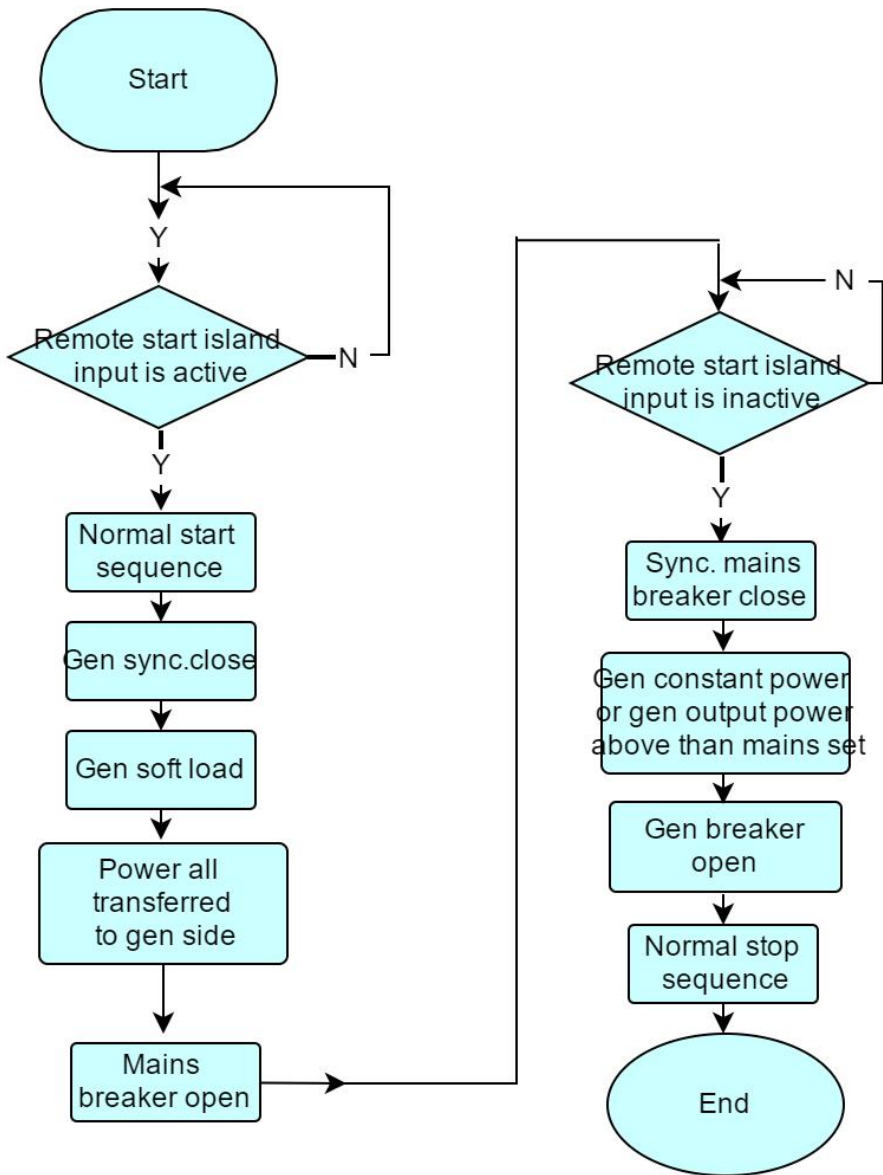 Start
Y
Remote start island
input is active
N
Y
Normal start
sequence
Gen sync.close
Gen soft load
Power all
transferred
to gen side
Mains
breaker open
N
Remote start island
input is inactive
Y
Sync. mains
breaker close
Gen constant power
or gen output power
above than mains set
Gen breaker
open
Normal stop
sequence
End